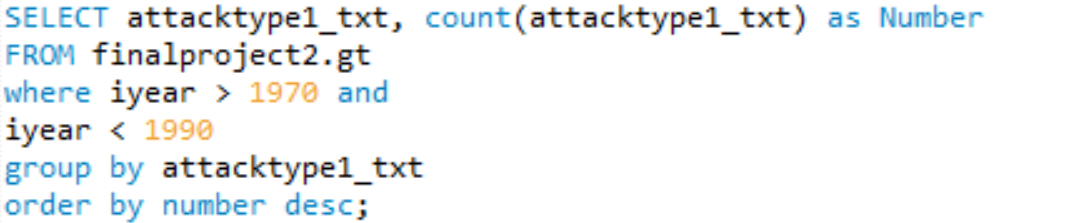 SELECT attacktype1_txt, count(attacktype1_txt) as Number
FROM finalproject2.gt
where iyear > 1970 and
iyear < 1990
group by attacktype1_txt
order by number desc;